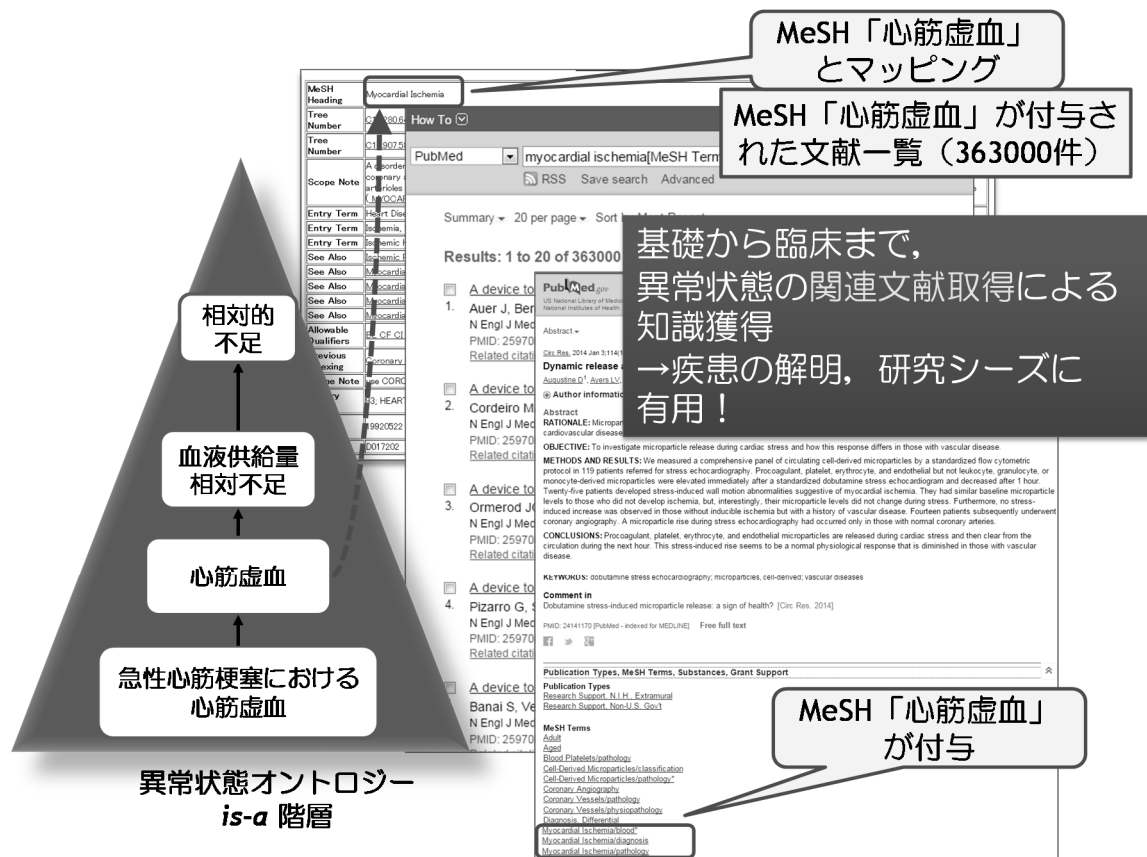 MeSH「心筋虚血」
とマッピング
MeSH「心筋虚血」が付与さ
れた文献一覧（363000件）
基礎から臨床まで，
異常状態の関連文献取得による
知識獲得
→疾患の解明，研究シーズに
有用！
相対的
不足
血液供給量
相対不足
心筋虚血
急性心筋梗塞における
心筋虚血
異常状態オントロジー
is-a 階層
MeSH Heading
Myocardial Ischemia
Tree Number
Tree Number
Scope Note
Entry Term
Entry Term
Entry Term
See Also
See Also
See Also
See Also
See Also
Allowable
19920522
D017202
How To
PubMed
myocardial ischemia[MeSH Term
RSS Save search Advanced
Summary 20 per page
Results: 1 to 20 of 363000
A device to
1. Auer J, Ber
N Engl J Med
PMID: 25970
Related citati
A device to
2. Cordeiro M
N Engl J Med
PMID: 25970
Related citati
A device to
3. Ormerod JO
N Engl J Med
PMID: 25970
Related citati
A device to
4. Pizarro G, S
N Engl J Med
PMID: 25970
Related citati
A device to
Banai S, Ve
N Engl J Med
PMID: 25970
PubMed.gov
US National Library of Medici
National Institutes of Health
Abstract
Circ Res. 2014 Jan 3;114(1
Dynamic release a
Augustine D1, Ayers LV,
Author informatio
Abstract
RATIONALE: Micropar
cardiovascular disease
OBJECTIVE: To investigate microparticle release during cardiac stress and how this response differs in those with vascular disease.
METHODS AND RESULTS: We measured a comprehensive panel of circulating cell-derived microparticles by a standardized flow cytometric
protocol in 119 patients referred for stress echocardiography. Procoagulant, platelet, erythrocyte, and endothelial but not leukocyte, granulocyte, or
monocyte-derived microparticles were elevated immediately after a standardized dobutamine stress echocardiogram and decreased after 1 hour.
Twenty-five patients developed stress-induced wall motion abnormalities suggestive of myocardial ischemia. They had similar baseline microparticle
levels to those who did not develop ischemia, but, interestingly, their microparticle levels did not change during stress. Furthermore, no stress-
induced increase was observed in those without inducible ischemia but with a history of vascular disease. Fourteen patients subsequently underwent
coronary angiography. A microparticle rise during stress echocardiography had occurred only in those with normal coronary arteries.
CONCLUSIONS: Procoagulant, platelet, erythrocyte, and endothelial microparticles are released during cardiac stress and then clear from the
circulation during the next hour. This stress-induced rise seems to be a normal physiological response that is diminished in those with vascular
disease.
KEYWORDS: dobutamine stress echocardiography; microparticles, cell-derived; vascular diseases
Comment in
Dobutamine stress-induced microparticle release: a sign of health? [Circ Res. 2014]
PMID: 24141170 [PubMed - indexed for MEDLINE] Free full text
Publication Types, MeSH Terms, Substances, Grant Support
Publication Types
Research Support, N.I.H., Extramural
Research Support, Non-U.S. Gov't
MeSH Terms
Adult
Aged
Blood Platelets/pathology
Cell-Derived Microparticles/classification
Cell-Derived Microparticles/pathology*
Coronary Angiography
Coronary Vessels/pathology
Coronary Vessels/physiopathology
Diagnosis, Differential
Myocardial Ischemia/blood*
Myocardial Ischemia/diagnosis
Myocardial Ischemia/pathology
MeSH「心筋虚血」
が付与